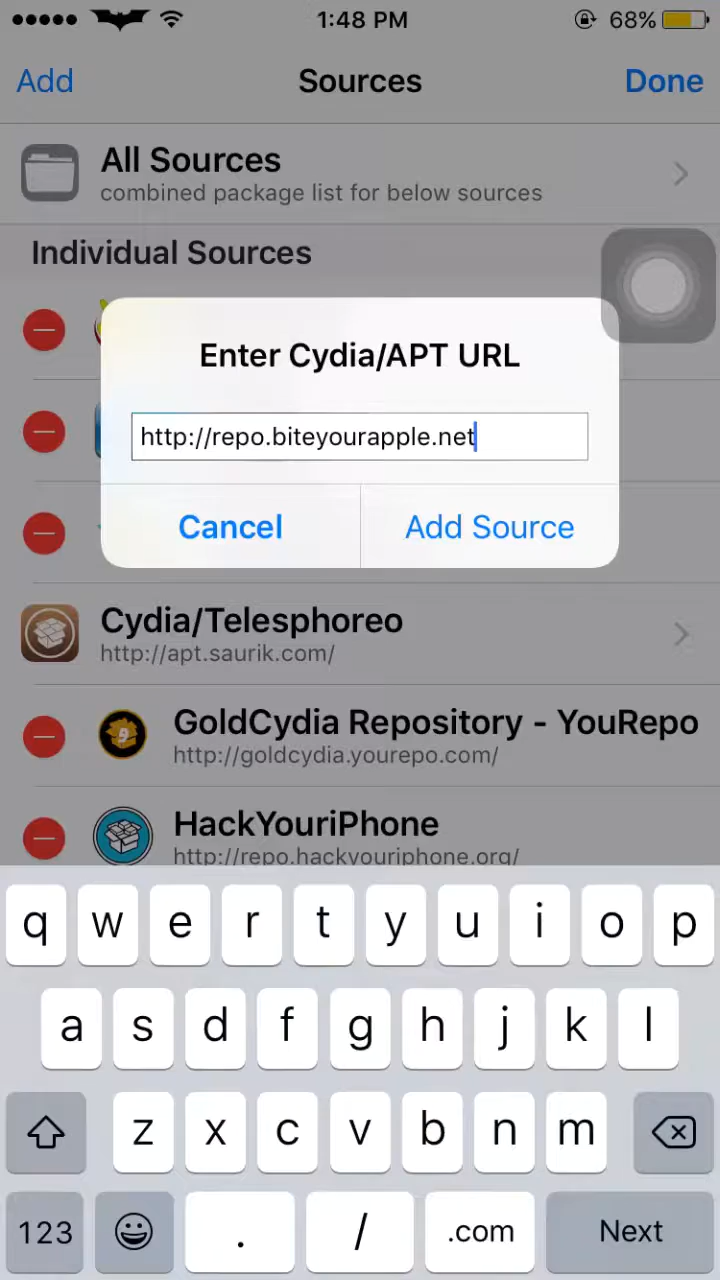 1:48 PM 68%
Add Sources Done
All Sources
combined package list for below sources
Individual Sources
Enter Cydia/APT URL
http://repo.biteyourapple.net
Cancel Add Source
Cydia/Telesphoreo
http://apt.saurik.com/
GoldCydia Repository - YouRepo
http://goldcydia.yourepo.com/
HackYouriPhone
http://repo.hackyouriphone.org/
q w e r t y u i o p
a s d f g h j k l
z x c v b n m
123 . / .com Next